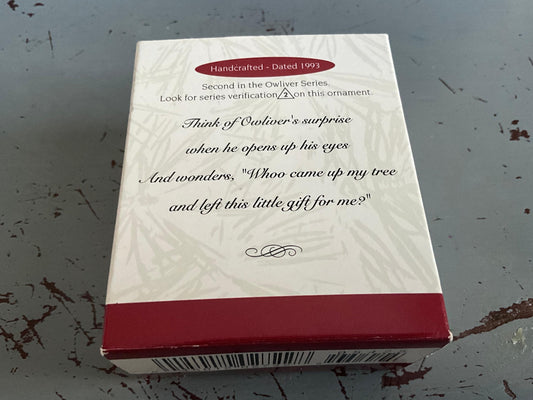 Handcrafted - Dated 1993
Second in the Owliver Series.
Look for series verification 2 on this ornament.
Think of Owliver's surprise
when he opens up his eyes
And wonders, "Whoo came up my tree
and left this little gift for me?"